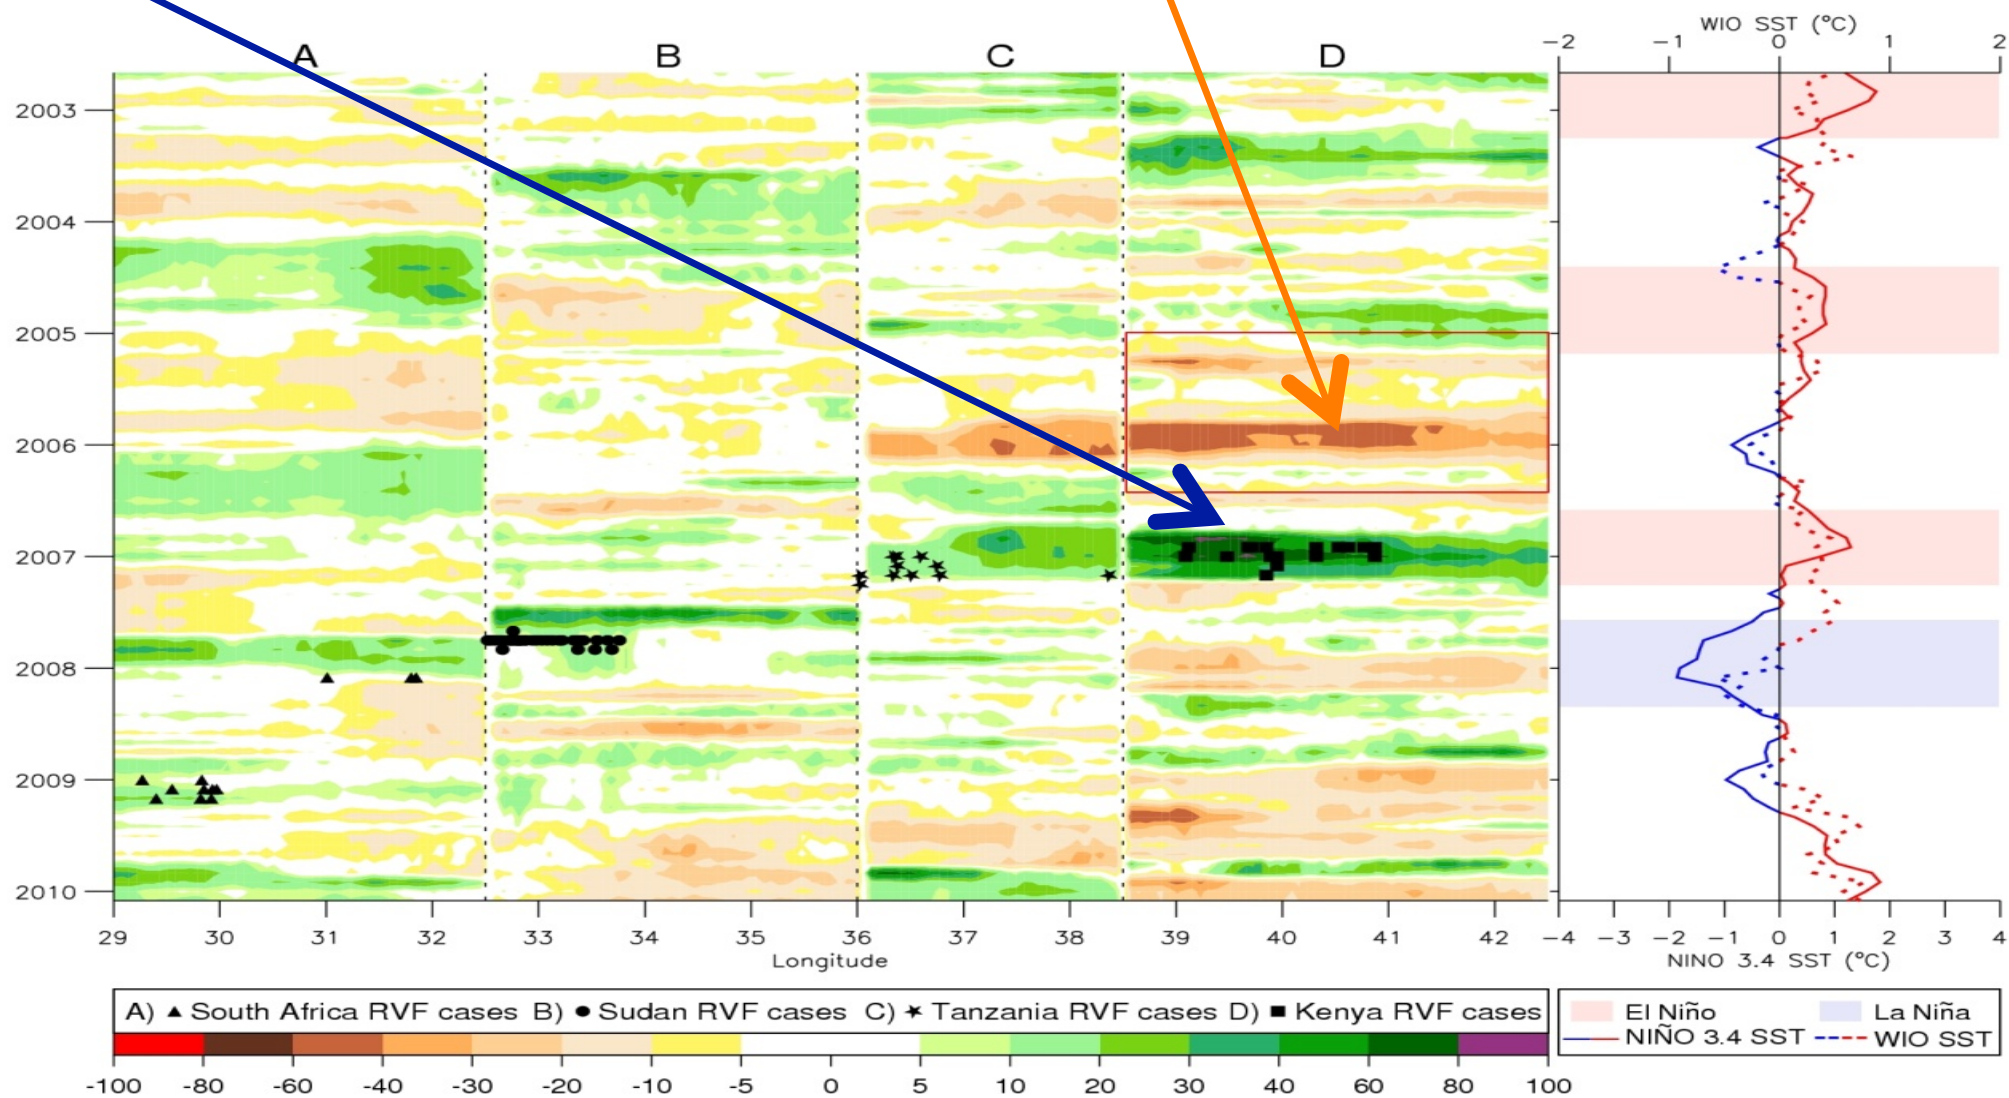 WIO SST (°C)
A B C D
-2 -1 0 1 2
2003
2004
2005
2006
2007
2008
2009
2010
29 30 31 32 33 34 35 36 37 38 39 40 41 42
Longitude
-4 -3 -2 -1 0 1 2 3 4
NINO 3.4 SST (°C)
A) ▲ South Africa RVF cases B) ● Sudan RVF cases C) ★ Tanzania RVF cases D) ■ Kenya RVF cases
-100 -80 -60 -40 -30 -20 -10 -5 0 5 10 20 30 40 60 80 100
El Niño La Niña
NIÑO 3.4 SST WIO SST